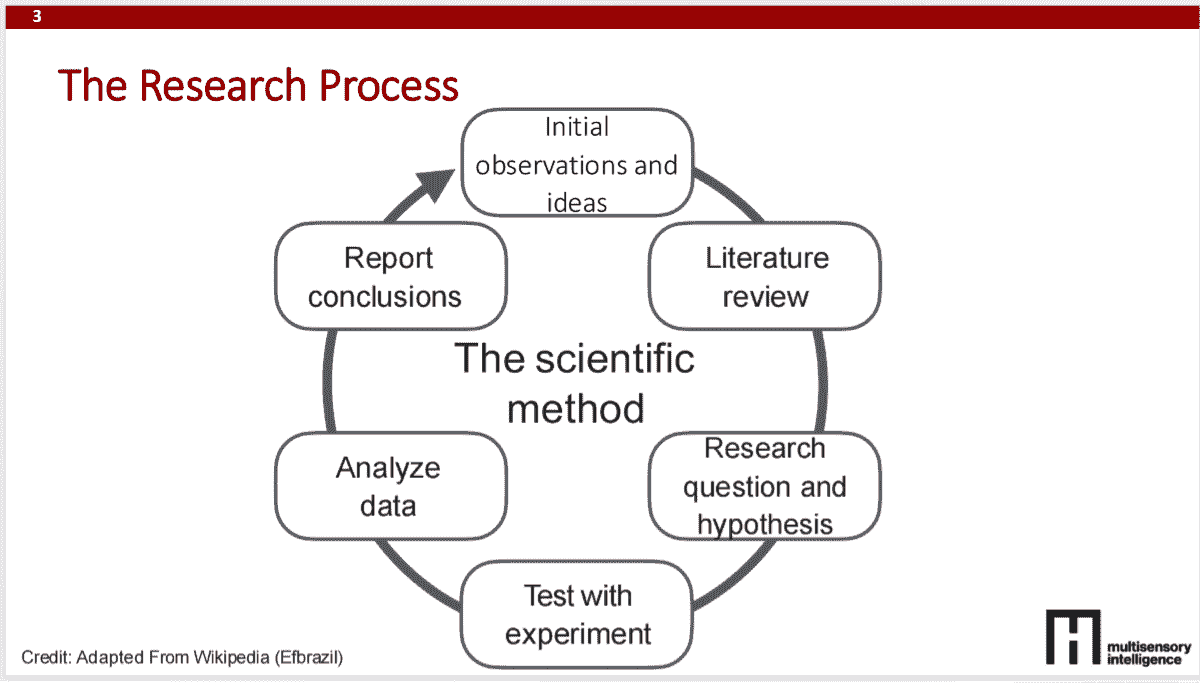 3
The Research Process
Initial
observations and
ideas
Literature
review
Research
question and
hypothesis
Test with
experiment
Analyze
data
Report
conclusions
The scientific
method
Credit: Adapted From Wikipedia (Efbrazil)
multisensory
intelligence